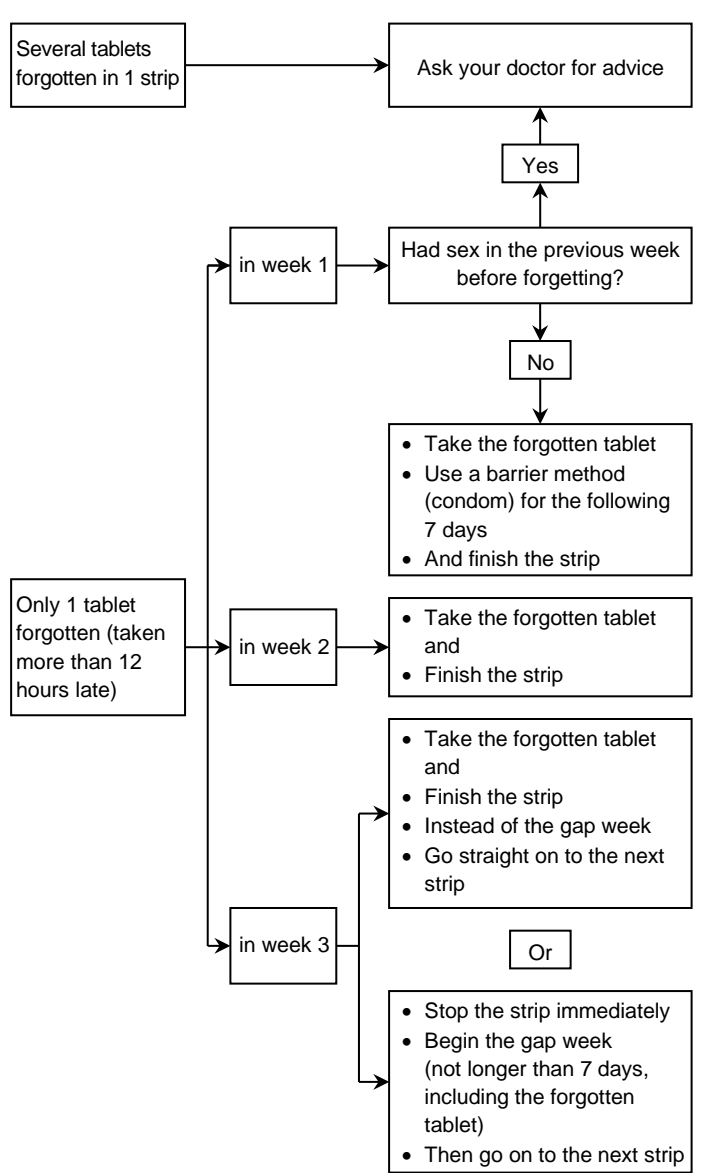 Several tablets
forgotten in 1 strip
Ask your doctor for advice
Yes
in week 1
Had sex in the previous week
before forgetting?
No
• Take the forgotten tablet
• Use a barrier method
(condom) for the following
7 days
• And finish the strip
Only 1 tablet
forgotten (taken
more than 12
hours late)
in week 2
• Take the forgotten tablet
and
• Finish the strip
• Take the forgotten tablet
and
• Finish the strip
• Instead of the gap week
• Go straight on to the next
strip
in week 3
Or
• Stop the strip immediately
• Begin the gap week
(not longer than 7 days,
including the forgotten
tablet)
• Then go on to the next strip